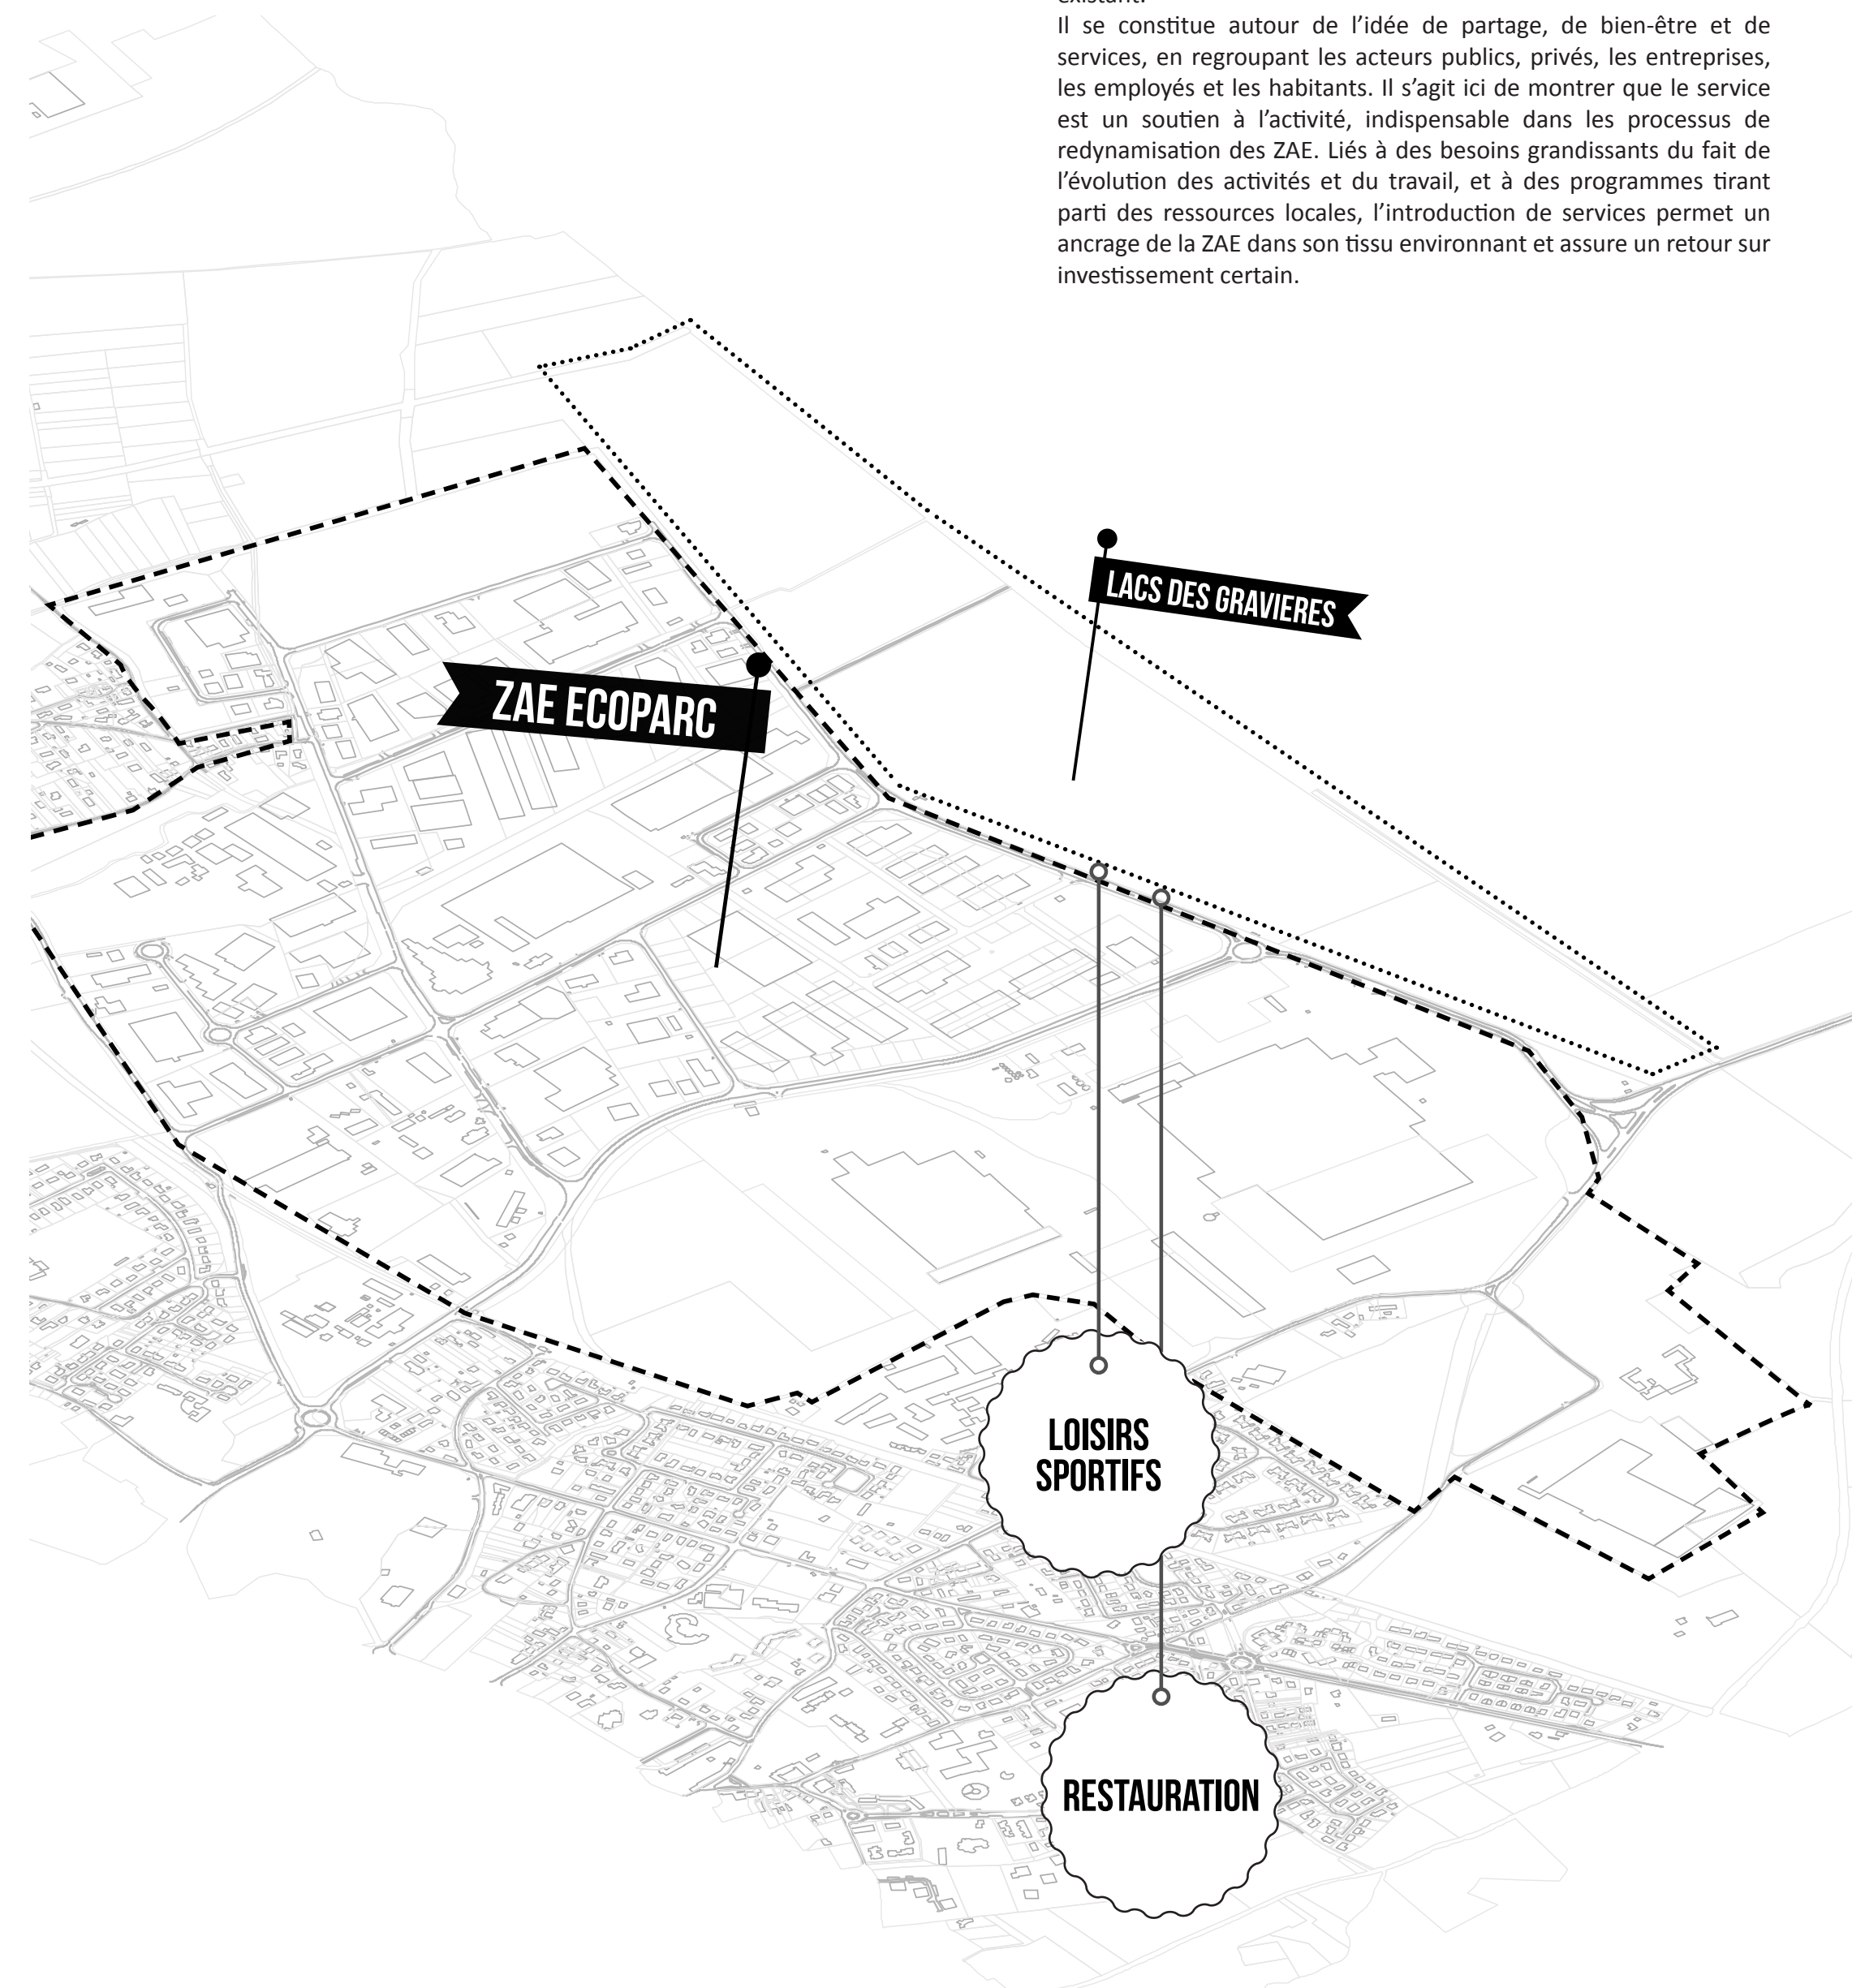 existant.
Il se constitue autour de l’idée de partage, de bien-être et de
services, en regroupant les acteurs publics, privés, les entreprises,
les employés et les habitants. Il s’agit ici de montrer que le service
est un soutien à l’activité, indispensable dans les processus de
redynamisation des ZAE. Liés à des besoins grandissants du fait de
l’évolution des activités et du travail, et à des programmes tirant
parti des ressources locales, l’introduction de services permet un
ancrage de la ZAE dans son tissu environnant et assure un retour sur
investissement certain.
LACS DES GRAVIERES
ZAE ECOPARC
LOISIRS
SPORTIFS
RESTAURATION